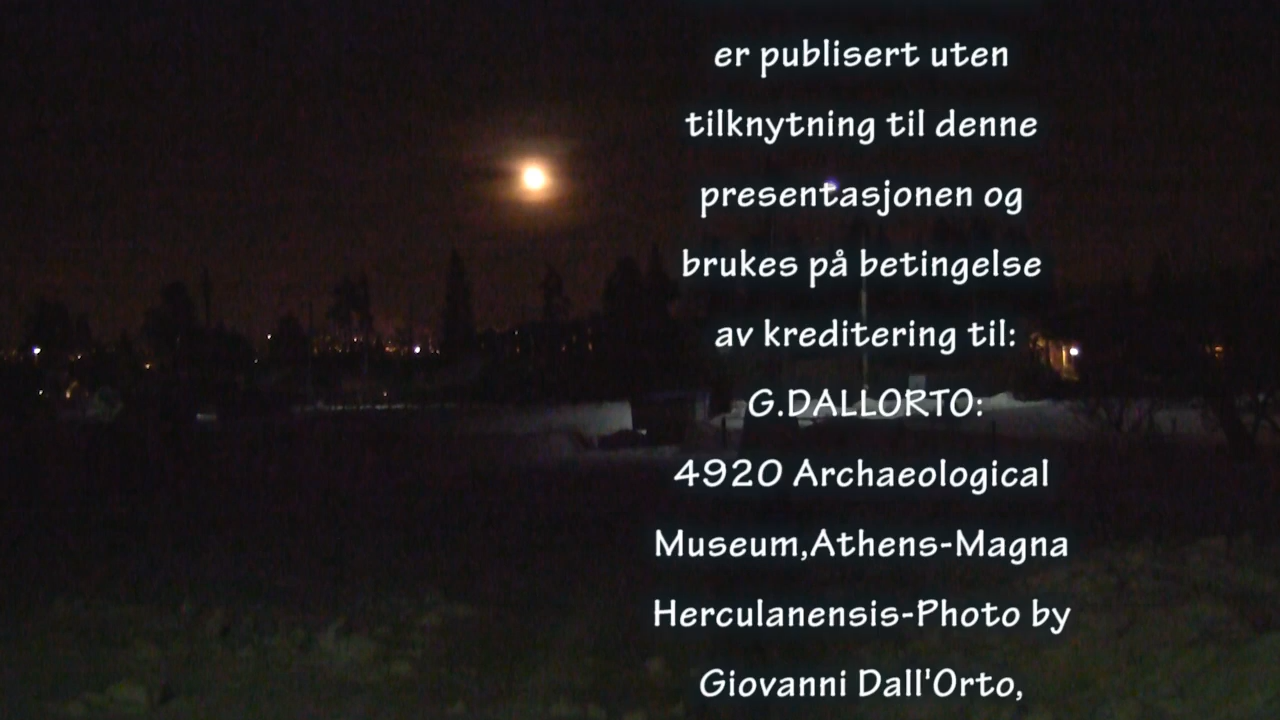 er publisert uten
tilknytning til denne
presentasjonen og
brukes på betingelse
av kreditering til:
G.DALLORTO:
4920 Archaeological
Museum,Athens-Magna
Herculanensis-Photo by
Giovanni Dall'Orto,